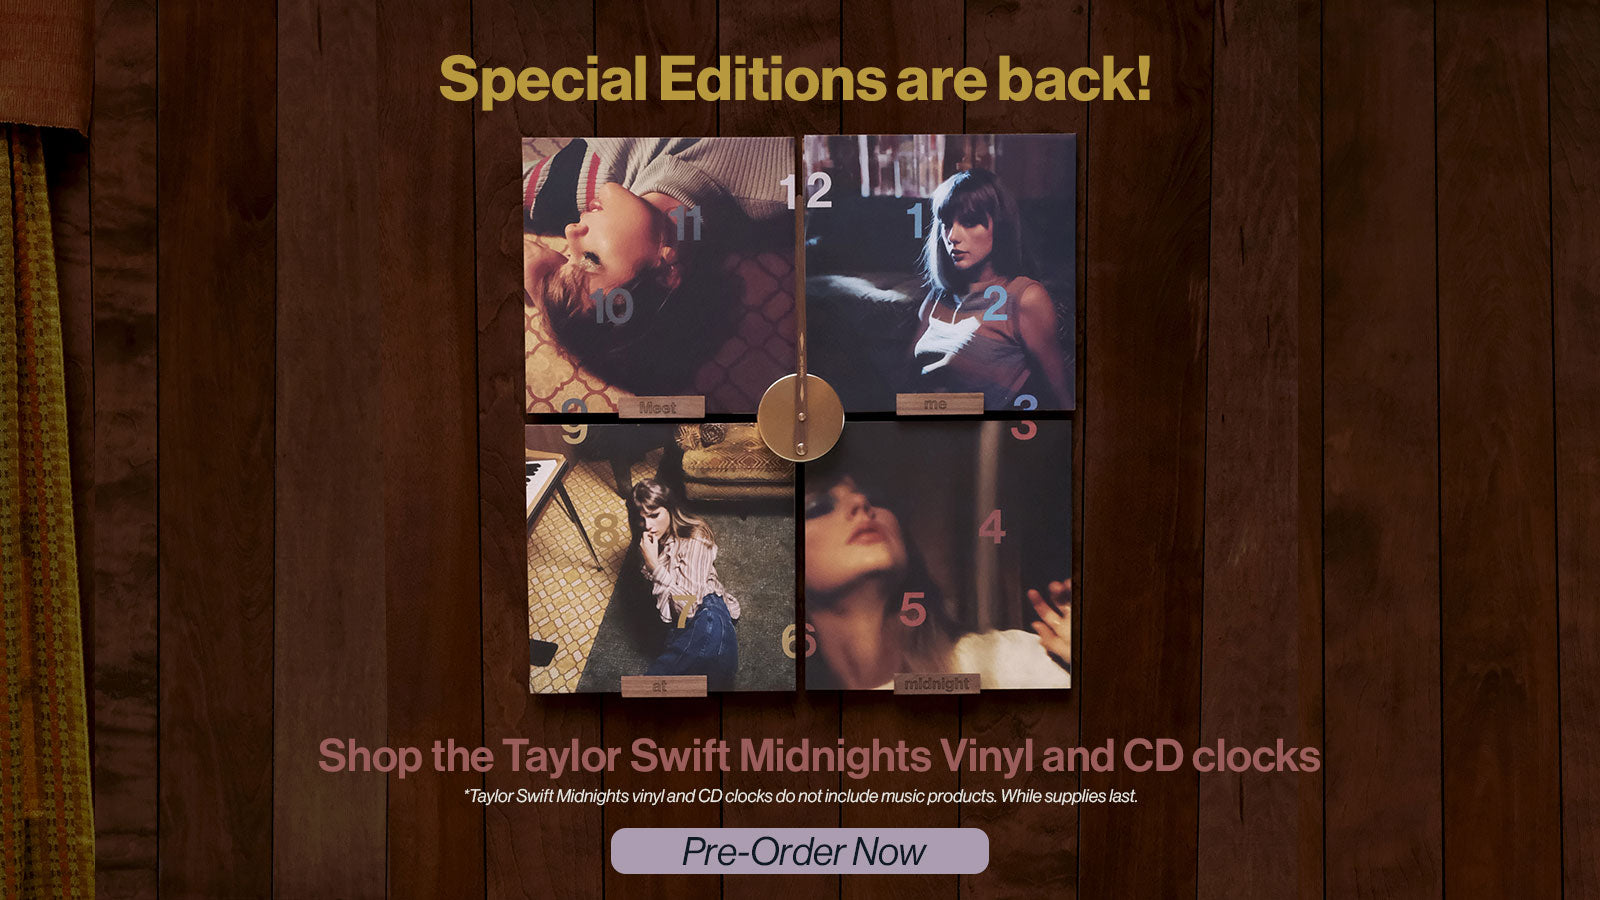 Special Editions are back!
12
11
1
10
2
9
Meet
me
3
8
4
7
5
6
at
midnight
Shop the Taylor Swift Midnights Vinyl and CD clocks
*Taylor Swift Midnights vinyl and CD clocks do not include music products. While supplies last.
Pre-Order Now